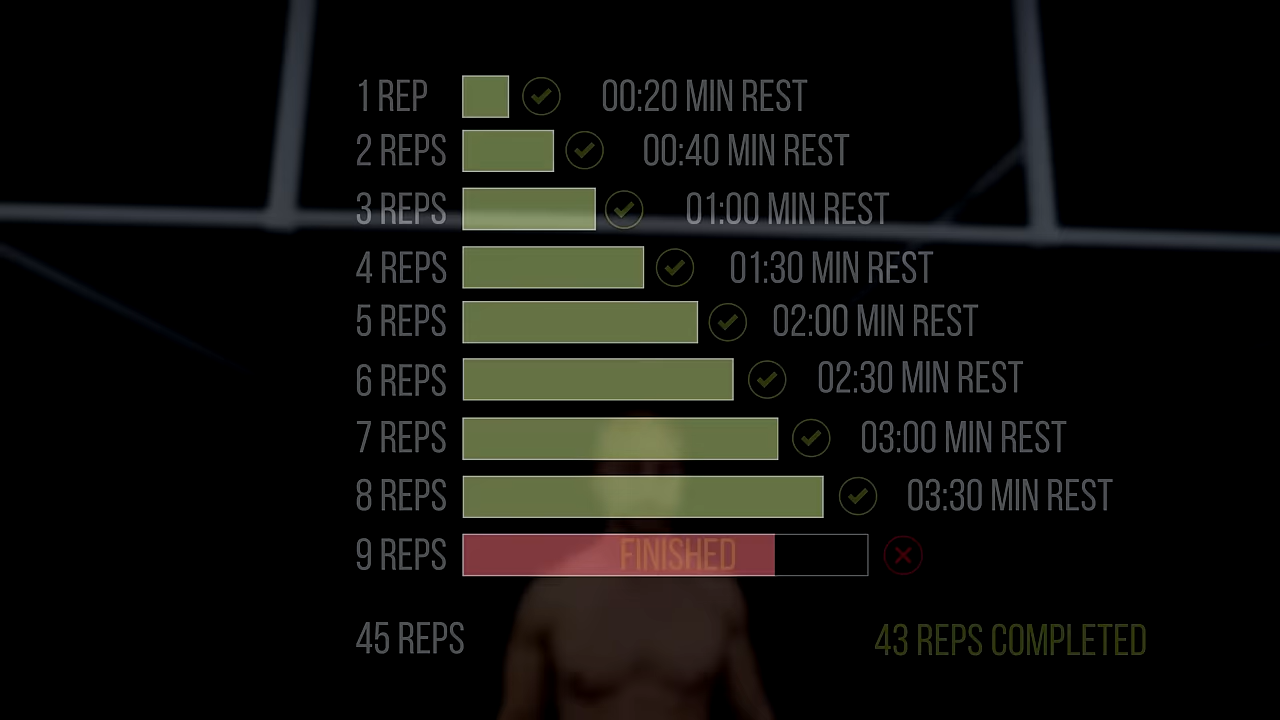 1 REP 00:20 MIN REST
2 REPS 00:40 MIN REST
3 REPS 01:00 MIN REST
4 REPS 01:30 MIN REST
5 REPS 02:00 MIN REST
6 REPS 02:30 MIN REST
7 REPS 03:00 MIN REST
8 REPS 03:30 MIN REST
9 REPS FINISHED
45 REPS 43 REPS COMPLETED